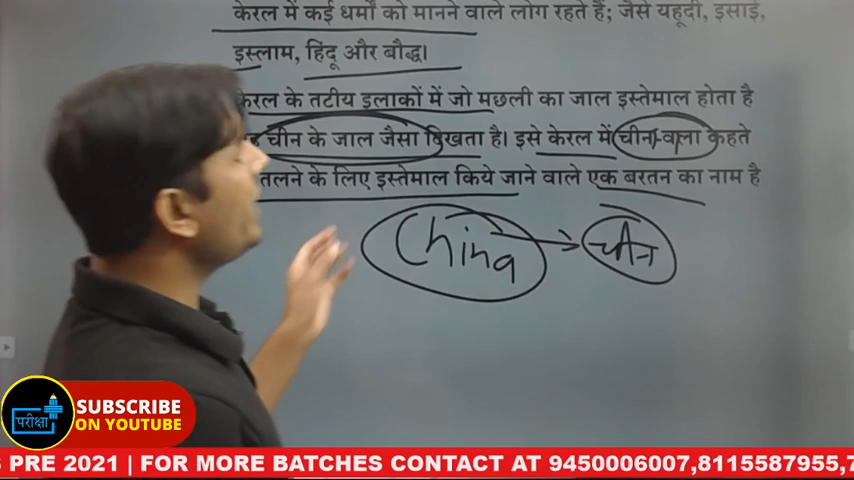 केरल में कई धर्मों को मानने वाले लोग रहते हैं; जैसे यहूदी, इसाई,
इस्लाम, हिंदू और बौद्ध।
केरल के तटीय इलाकों में जो मछली का जाल इस्तेमाल होता है
चीन के जाल जैसा दिखता है। इसे केरल में (चीना-वाला कहते
तलने के लिए इस्तेमाल किये जाने वाले एक बरतन का नाम है
China → चीन
परीक्षा
SUBSCRIBE
ON YOUTUBE
PRE 2021 | FOR MORE BATCHES CONTACT AT 9450006007,8115587955,7